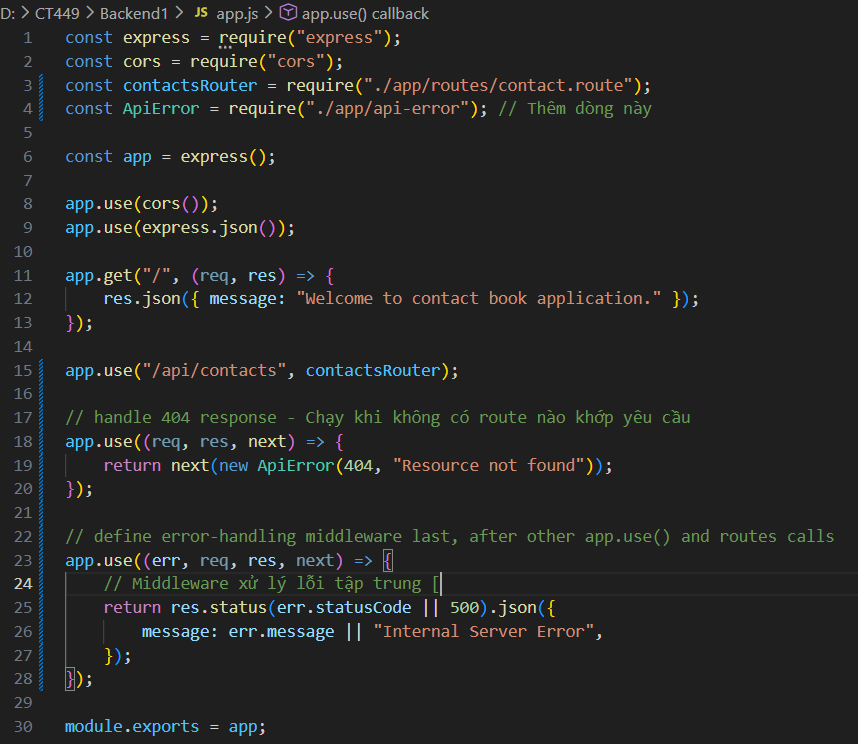 D: > CT449 > Backend1 > JS app.js > app.use() callback
1 const express = require("express");
2 const cors = require("cors");
3 const contactsRouter = require("./app/routes/contact.route");
4 const ApiError = require("./app/api-error"); // Thêm dòng này
5
6 const app = express();
7
8 app.use(cors());
9 app.use(express.json());
10
11 app.get("/", (req, res) => {
12     res.json({ message: "Welcome to contact book application." });
13 });
14
15 app.use("/api/contacts", contactsRouter);
16
17 // handle 404 response - Chạy khi không có route nào khớp yêu cầu
18 app.use((req, res, next) => {
19     return next(new ApiError(404, "Resource not found"));
20 });
21
22 // define error-handling middleware last, after other app.use() and routes calls
23 app.use((err, req, res, next) => {
24     // Middleware xử lý lỗi tập trung [
25     return res.status(err.statusCode || 500).json({
26         message: err.message || "Internal Server Error",
27     });
28 });
29
30 module.exports = app;